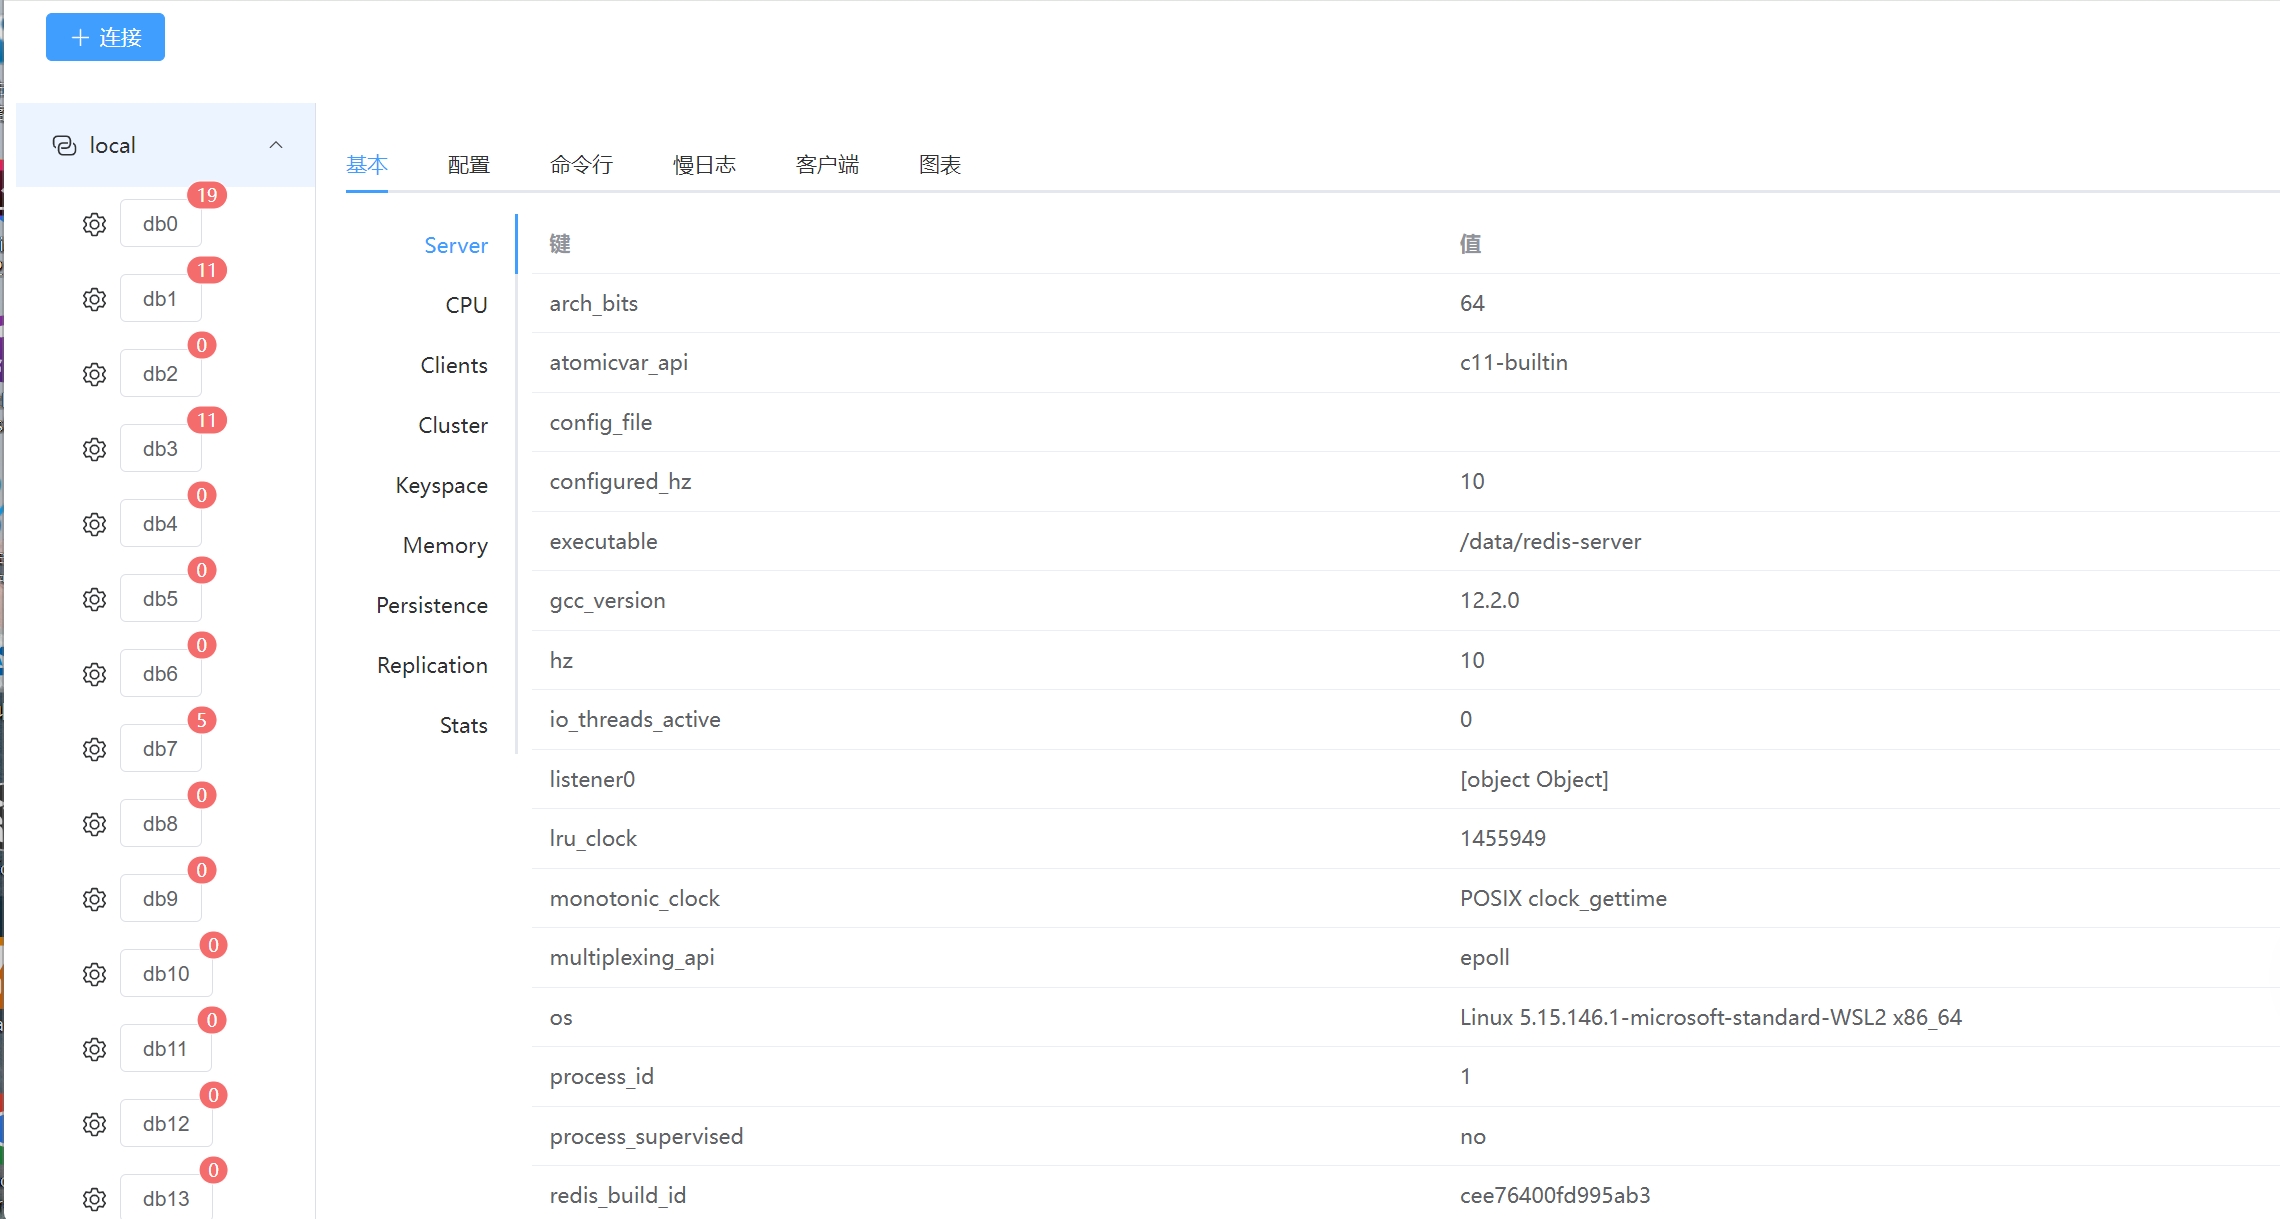 连接
local
19
db0
11
db1
0
db2
11
db3
0
db4
0
db5
0
db6
5
db7
0
db8
0
db9
0
db10
0
db11
0
db12
0
db13
基本 配置 命令行 慢日志 客户端 图表
Server
CPU
Clients
Cluster
Keyspace
Memory
Persistence
Replication
Stats
键 值
arch_bits 64
atomicvar_api c11-builtin
config_file
configured_hz 10
executable /data/redis-server
gcc_version 12.2.0
hz 10
io_threads_active 0
listener0 [object Object]
lru_clock 1455949
monotonic_clock POSIX clock_gettime
multiplexing_api epoll
os Linux 5.15.146.1-microsoft-standard-WSL2 x86_64
process_id 1
process_supervised no
redis_build_id cee76400fd995ab3